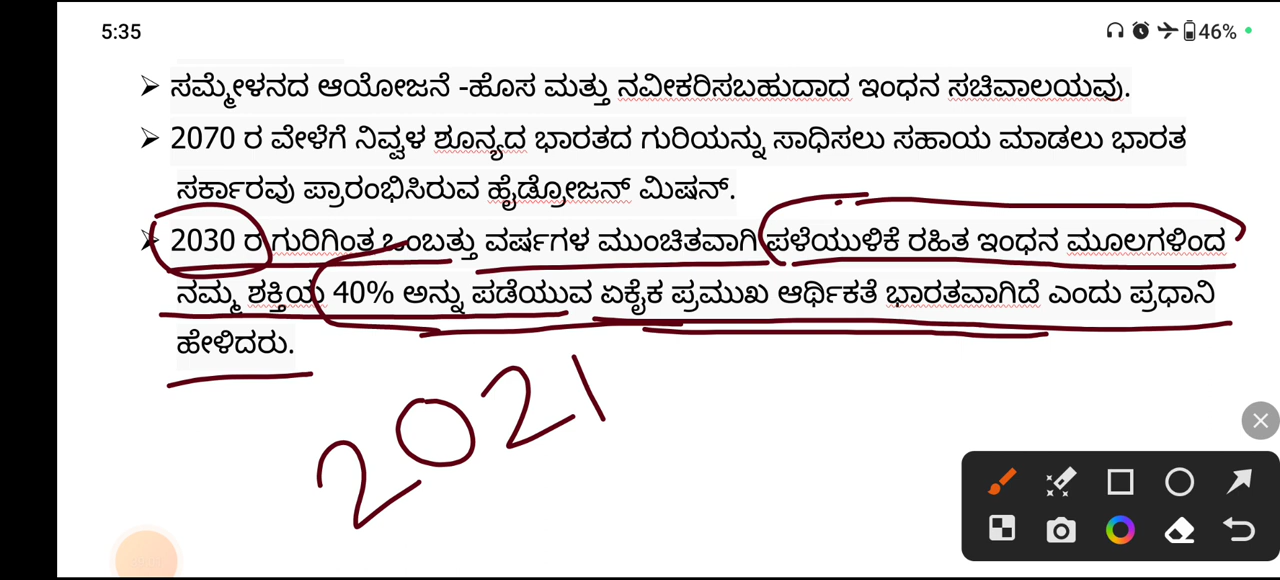 5:35
46%
➢ ಸಮ್ಮೇಳನದ ಆಯೋಜನೆ -ಹೊಸ ಮತ್ತು ನವೀಕರಿಸಬಹುದಾದ ಇಂಧನ ಸಚಿವಾಲಯವು.
➢ 2070 ರ ವೇಳೆಗೆ ನಿವ್ವಳ ಶೂನ್ಯದ ಭಾರತದ ಗುರಿಯನ್ನು ಸಾಧಿಸಲು ಸಹಾಯ ಮಾಡಲು ಭಾರತ
ಸರ್ಕಾರವು ಪ್ರಾರಂಭಿಸಿರುವ ಹೈಡ್ರೋಜನ್ ಮಿಷನ್.
➢ 2030 ರ ಗುರಿಗಿಂತ ಒಂಬತ್ತು ವರ್ಷಗಳ ಮುಂಚಿತವಾಗಿ ಪಳೆಯುಳಿಕೆ ರಹಿತ ಇಂಧನ ಮೂಲಗಳಿಂದ
ನಮ್ಮ ಶಕ್ತಿಯ 40% ಅನ್ನು ಪಡೆಯುವ ಏಕೈಕ ಪ್ರಮುಖ ಆರ್ಥಿಕತೆ ಭಾರತವಾಗಿದೆ ಎಂದು ಪ್ರಧಾನಿ
ಹೇಳಿದರು.
2021